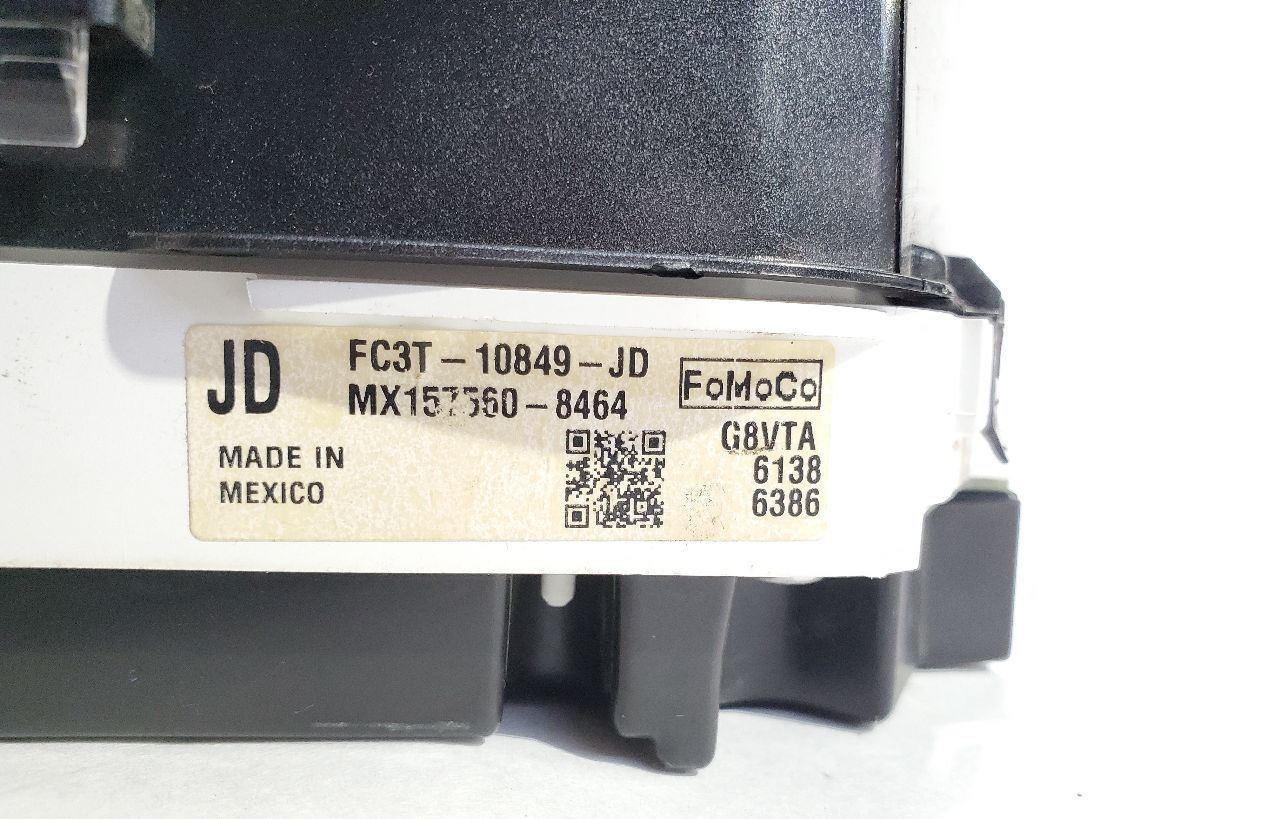 JD
FC3T-10849-JD
MX157560-8464
FoMoCo
G8VTA
6138
6386
MADE IN
MEXICO